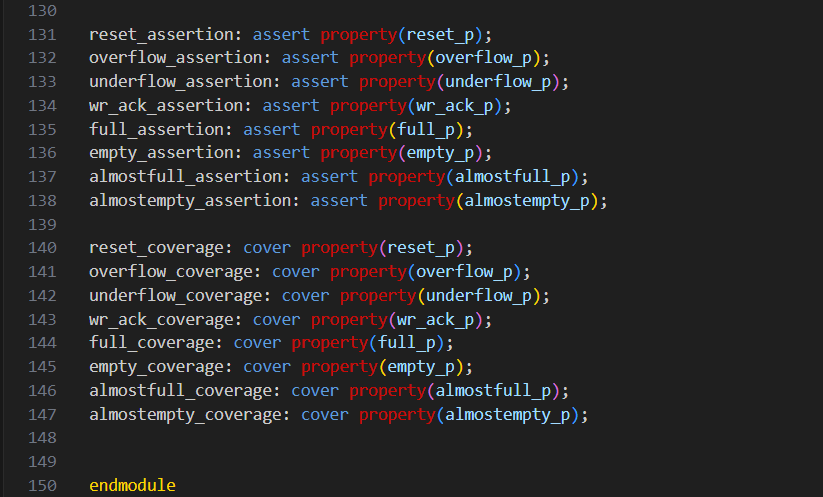 130
131 reset_assertion: assert property(reset_p);
132 overflow_assertion: assert property(overflow_p);
133 underflow_assertion: assert property(underflow_p);
134 wr_ack_assertion: assert property(wr_ack_p);
135 full_assertion: assert property(full_p);
136 empty_assertion: assert property(empty_p);
137 almostfull_assertion: assert property(almostfull_p);
138 almostempty_assertion: assert property(almostempty_p);
139
140 reset_coverage: cover property(reset_p);
141 overflow_coverage: cover property(overflow_p);
142 underflow_coverage: cover property(underflow_p);
143 wr_ack_coverage: cover property(wr_ack_p);
144 full_coverage: cover property(full_p);
145 empty_coverage: cover property(empty_p);
146 almostfull_coverage: cover property(almostfull_p);
147 almostempty_coverage: cover property(almostempty_p);
148
149
150 endmodule